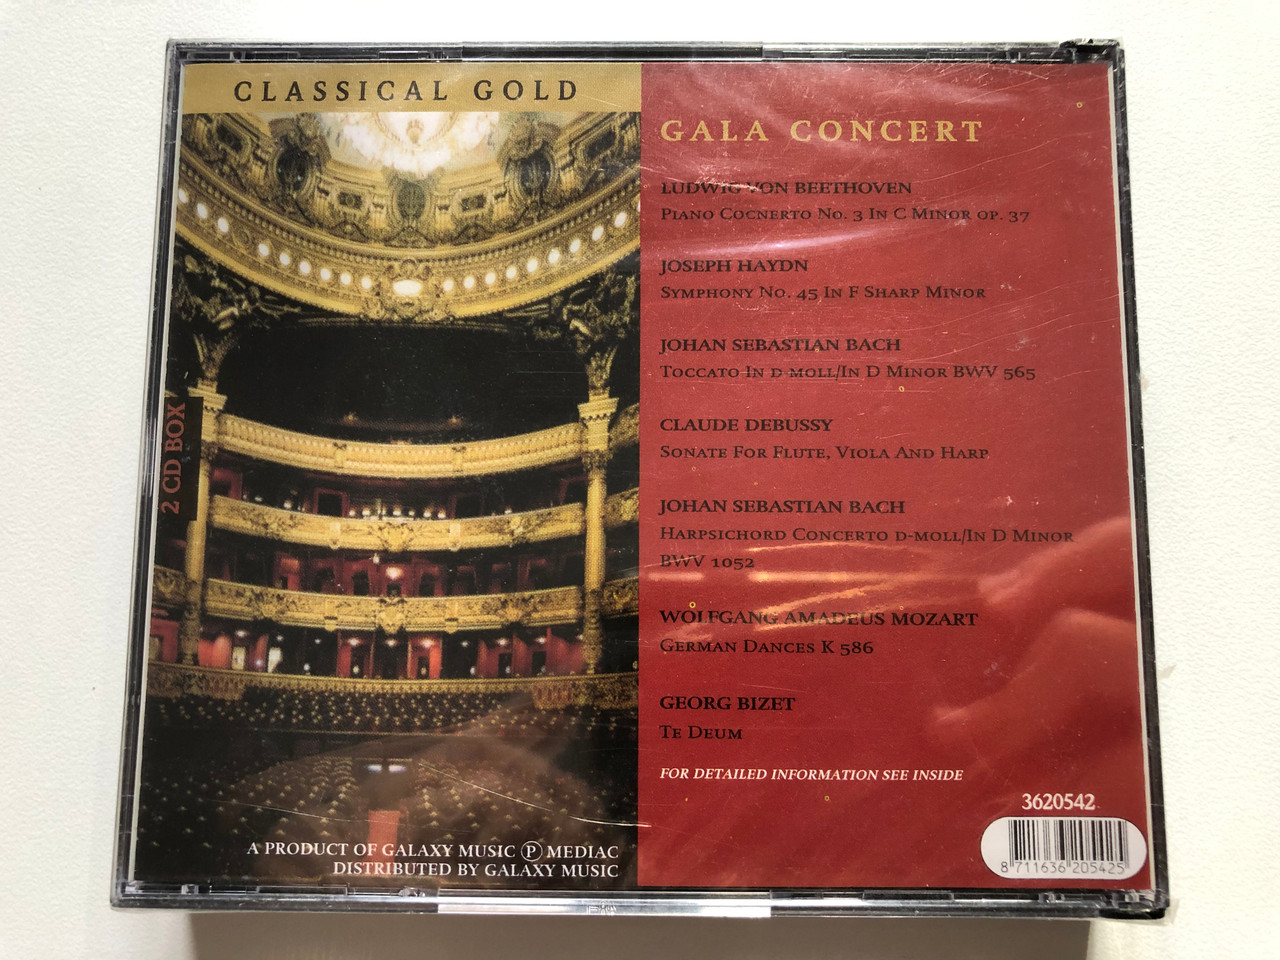 CLASSICAL GOLD
2 CD BOX
A PRODUCT OF GALAXY MUSIC Ⓟ MEDIAC
DISTRIBUTED BY GALAXY MUSIC
GALA CONCERT
LUDWIG VON BEETHOVEN
PIANO COCNERTO NO. 3 IN C MINOR OP. 37
JOSEPH HAYDN
SYMPHONY NO. 45 IN F SHARP MINOR
JOHAN SEBASTIAN BACH
TOCCATO IN D-MOLL/IN D MINOR BWV 565
CLAUDE DEBUSSY
SONATE FOR FLUTE, VIOLA AND HARP
JOHAN SEBASTIAN BACH
HARPSICHORD CONCERTO D-MOLL/IN D MINOR
BWV 1052
WOLFGANG AMADEUS MOZART
GERMAN DANCES K 586
GEORG BIZET
TE DEUM
FOR DETAILED INFORMATION SEE INSIDE
3620542
8 711636 205425